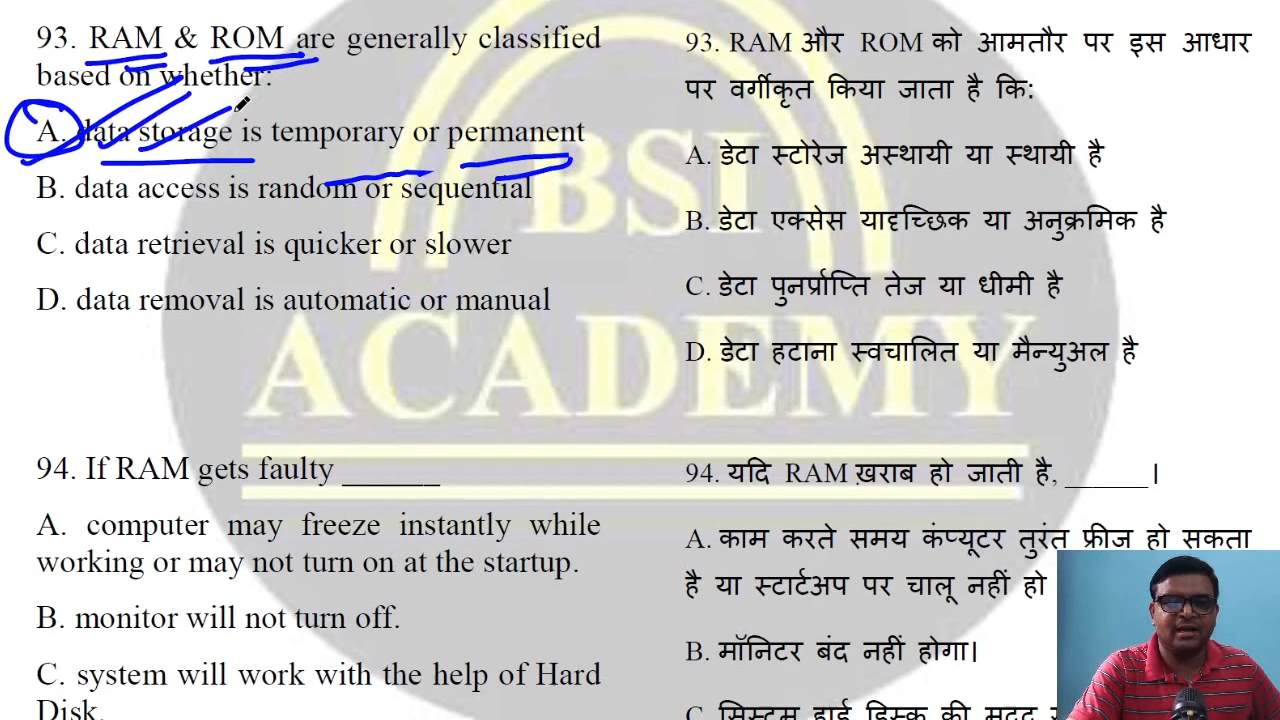 93. RAM & ROM are generally classified
based on whether:
A. data storage is temporary or permanent
B. data access is random or sequential
C. data retrieval is quicker or slower
D. data removal is automatic or manual
94. If RAM gets faulty ______
A. computer may freeze instantly while
working or may not turn on at the startup.
B. monitor will not turn off.
C. system will work with the help of Hard
Disk.
93. RAM और ROM को आमतौर पर इस आधार
पर वर्गीकृत किया जाता है कि:
A. डेटा स्टोरेज अस्थायी या स्थायी है
B. डेटा एक्सेस यादृच्छिक या अनुक्रमिक है
C. डेटा पुनर्प्राप्ति तेज या धीमी है
D. डेटा हटाना स्वचालित या मैन्युअल है
94. यदि RAM ख़राब हो जाती है, ______।
A. काम करते समय कंप्यूटर तुरंत फ्रीज हो सकता
है या स्टार्टअप पर चालू नहीं हो
B. मॉनिटर बंद नहीं होगा।
C. सिस्टम हार्ड डिस्क की मदद
BSI
ACADEMY